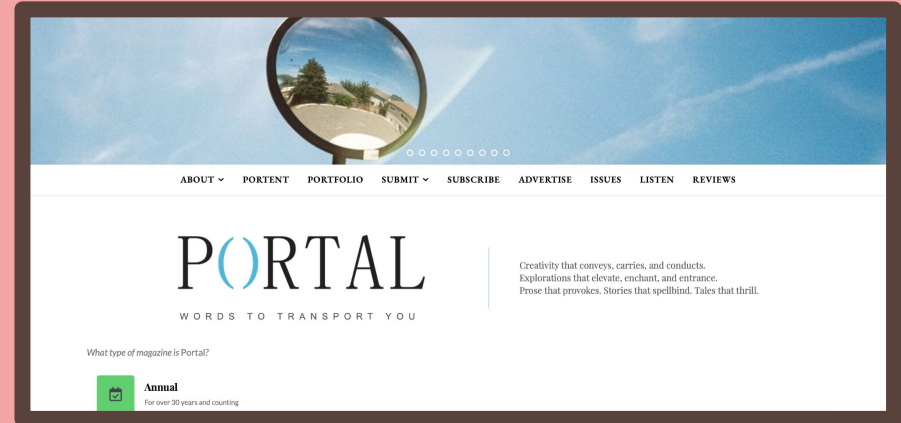 ABOUT PORTENT PORTFOLIO SUBMIT SUBSCRIBE ADVERTISE ISSUES LISTEN REVIEWS
P()RTAL
WORDS TO TRANSPORT YOU
Creativity that conveys, carries, and conducts.
Explorations that elevate, enchant, and entrance.
Prose that provokes. Stories that spellbind. Tales that thrill.
What type of magazine is Portal?
Annual
For over 30 years and counting